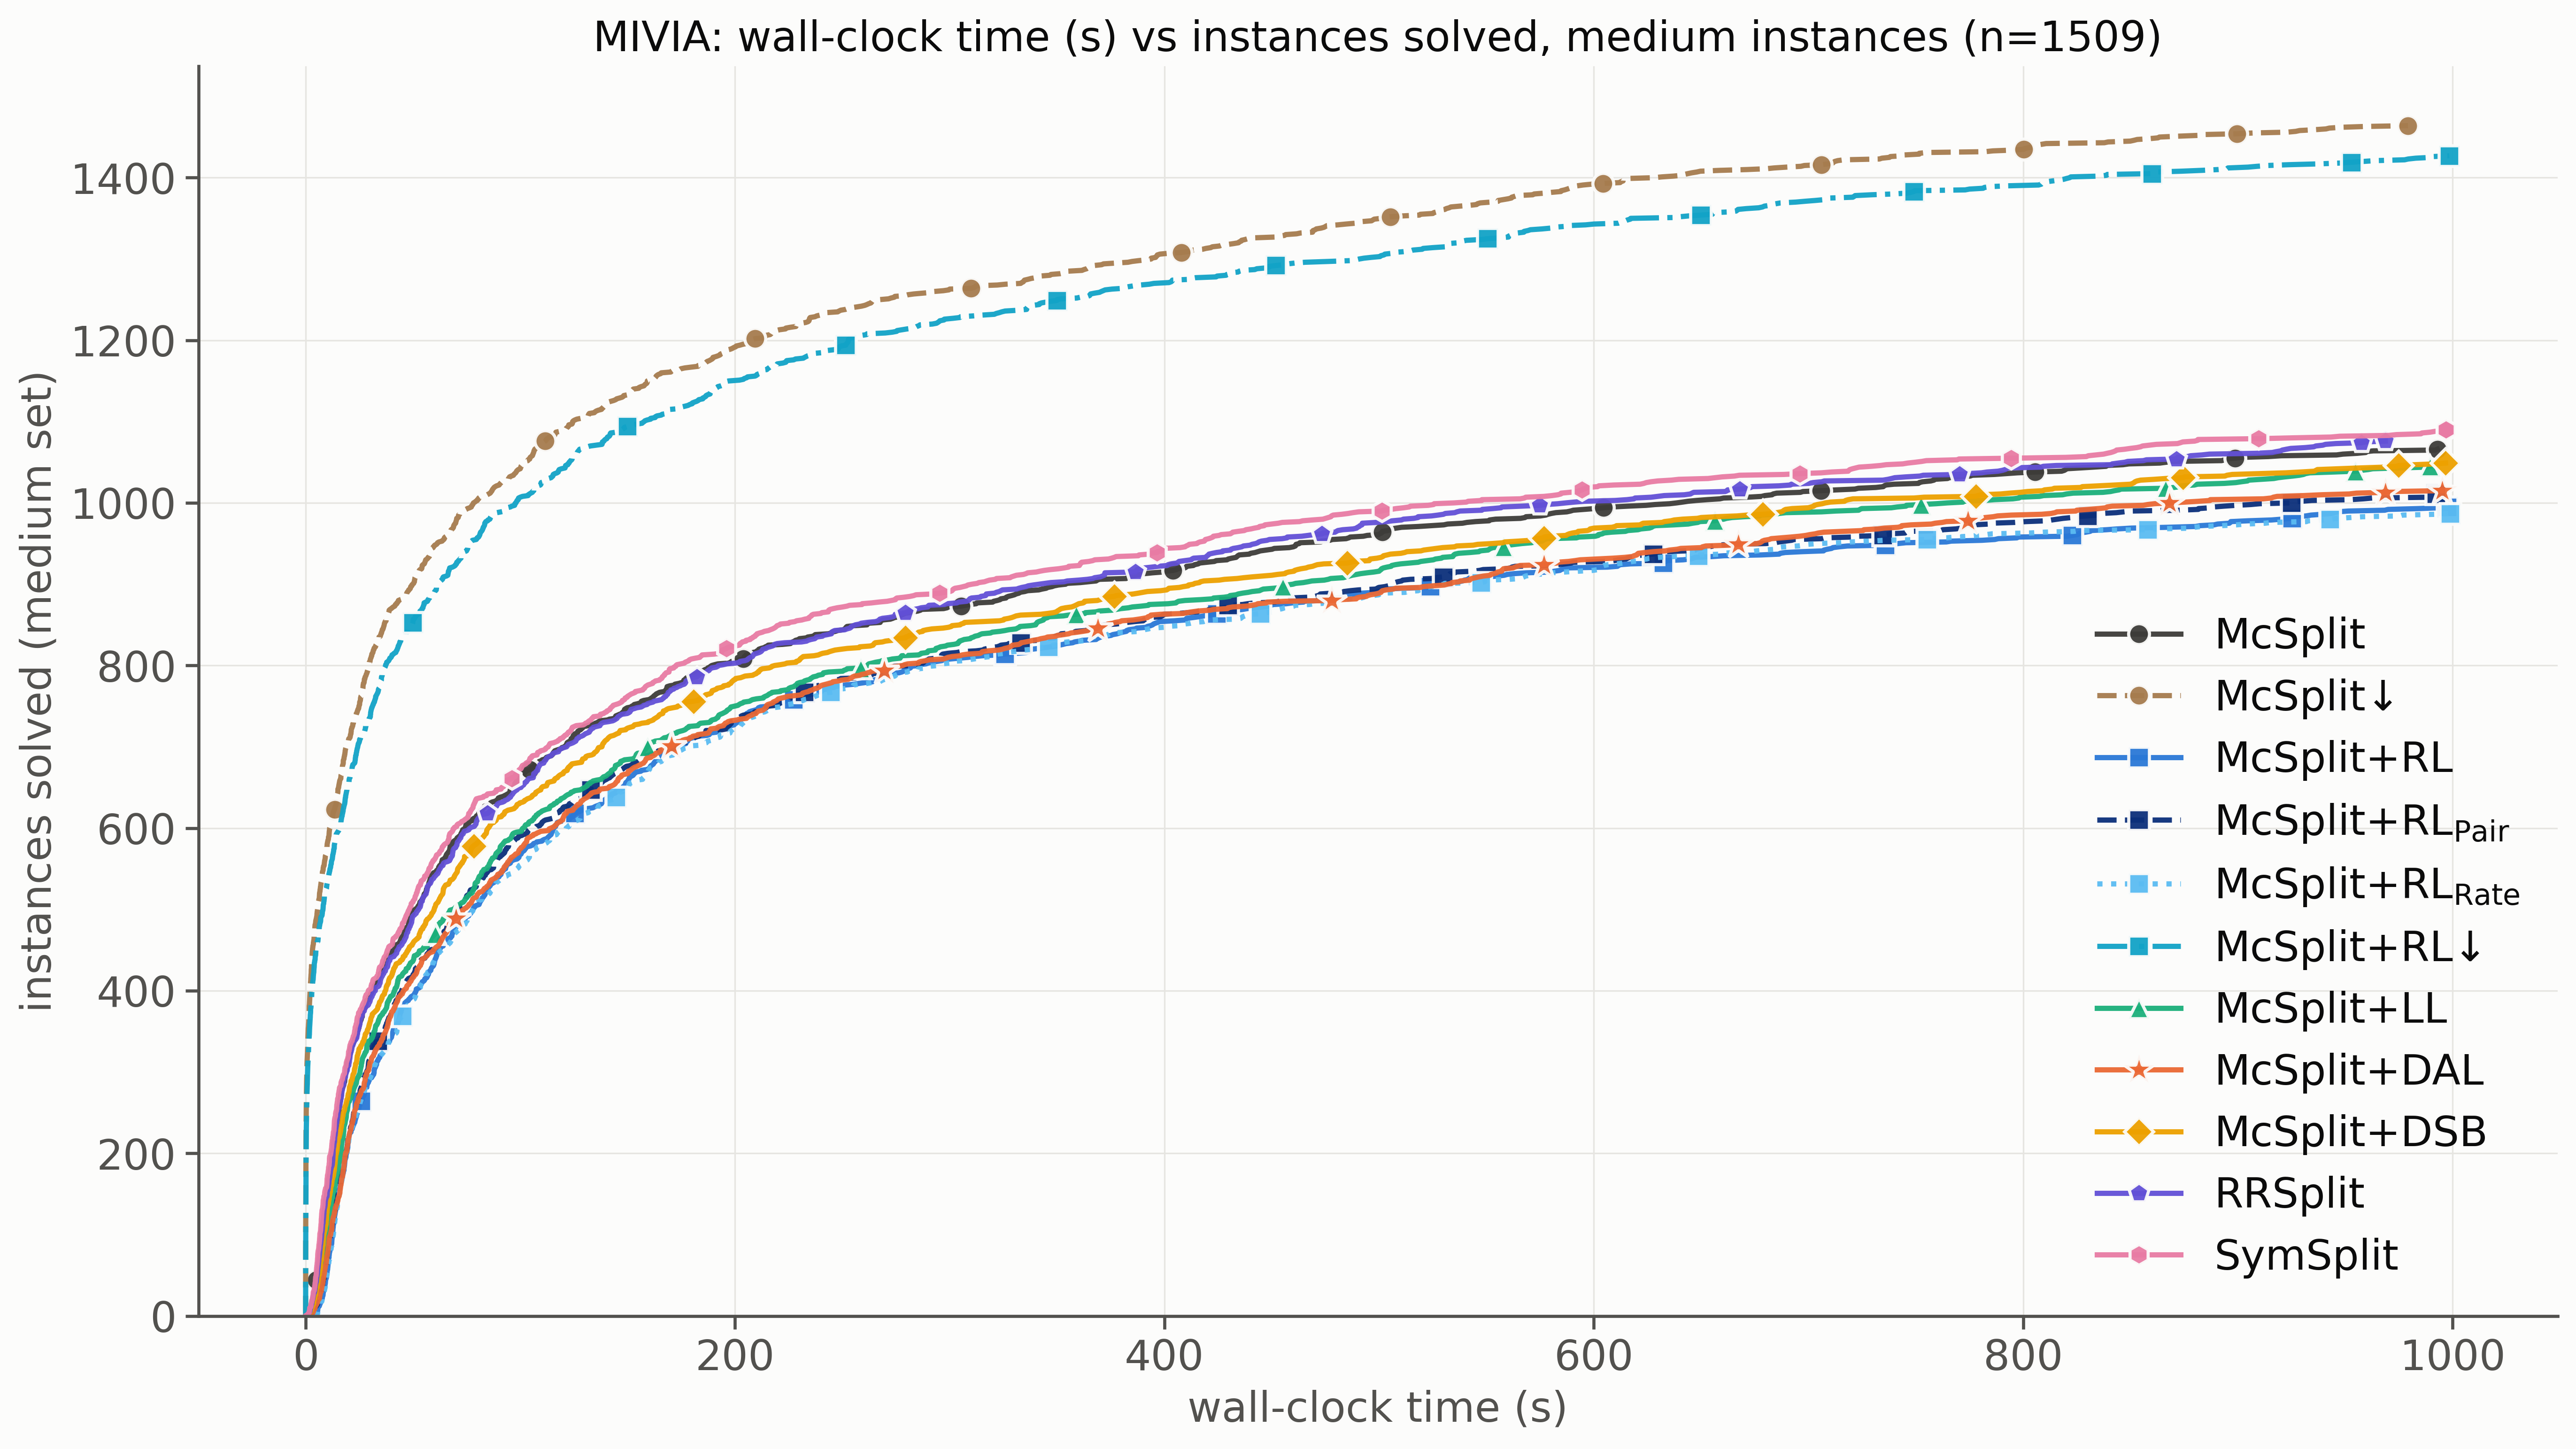 MIVIA: wall-clock time (s) vs instances solved, medium instances (n=1509)
instances solved (medium set)
1400
1200
1000
800
600
400
200
0
0 200 400 600 800 1000
wall-clock time (s)
McSplit
McSplit↓
McSplit+RL
McSplit+RL_Pair
McSplit+RL_Rate
McSplit+RL↓
McSplit+LL
McSplit+DAL
McSplit+DSB
RRSplit
SymSplit